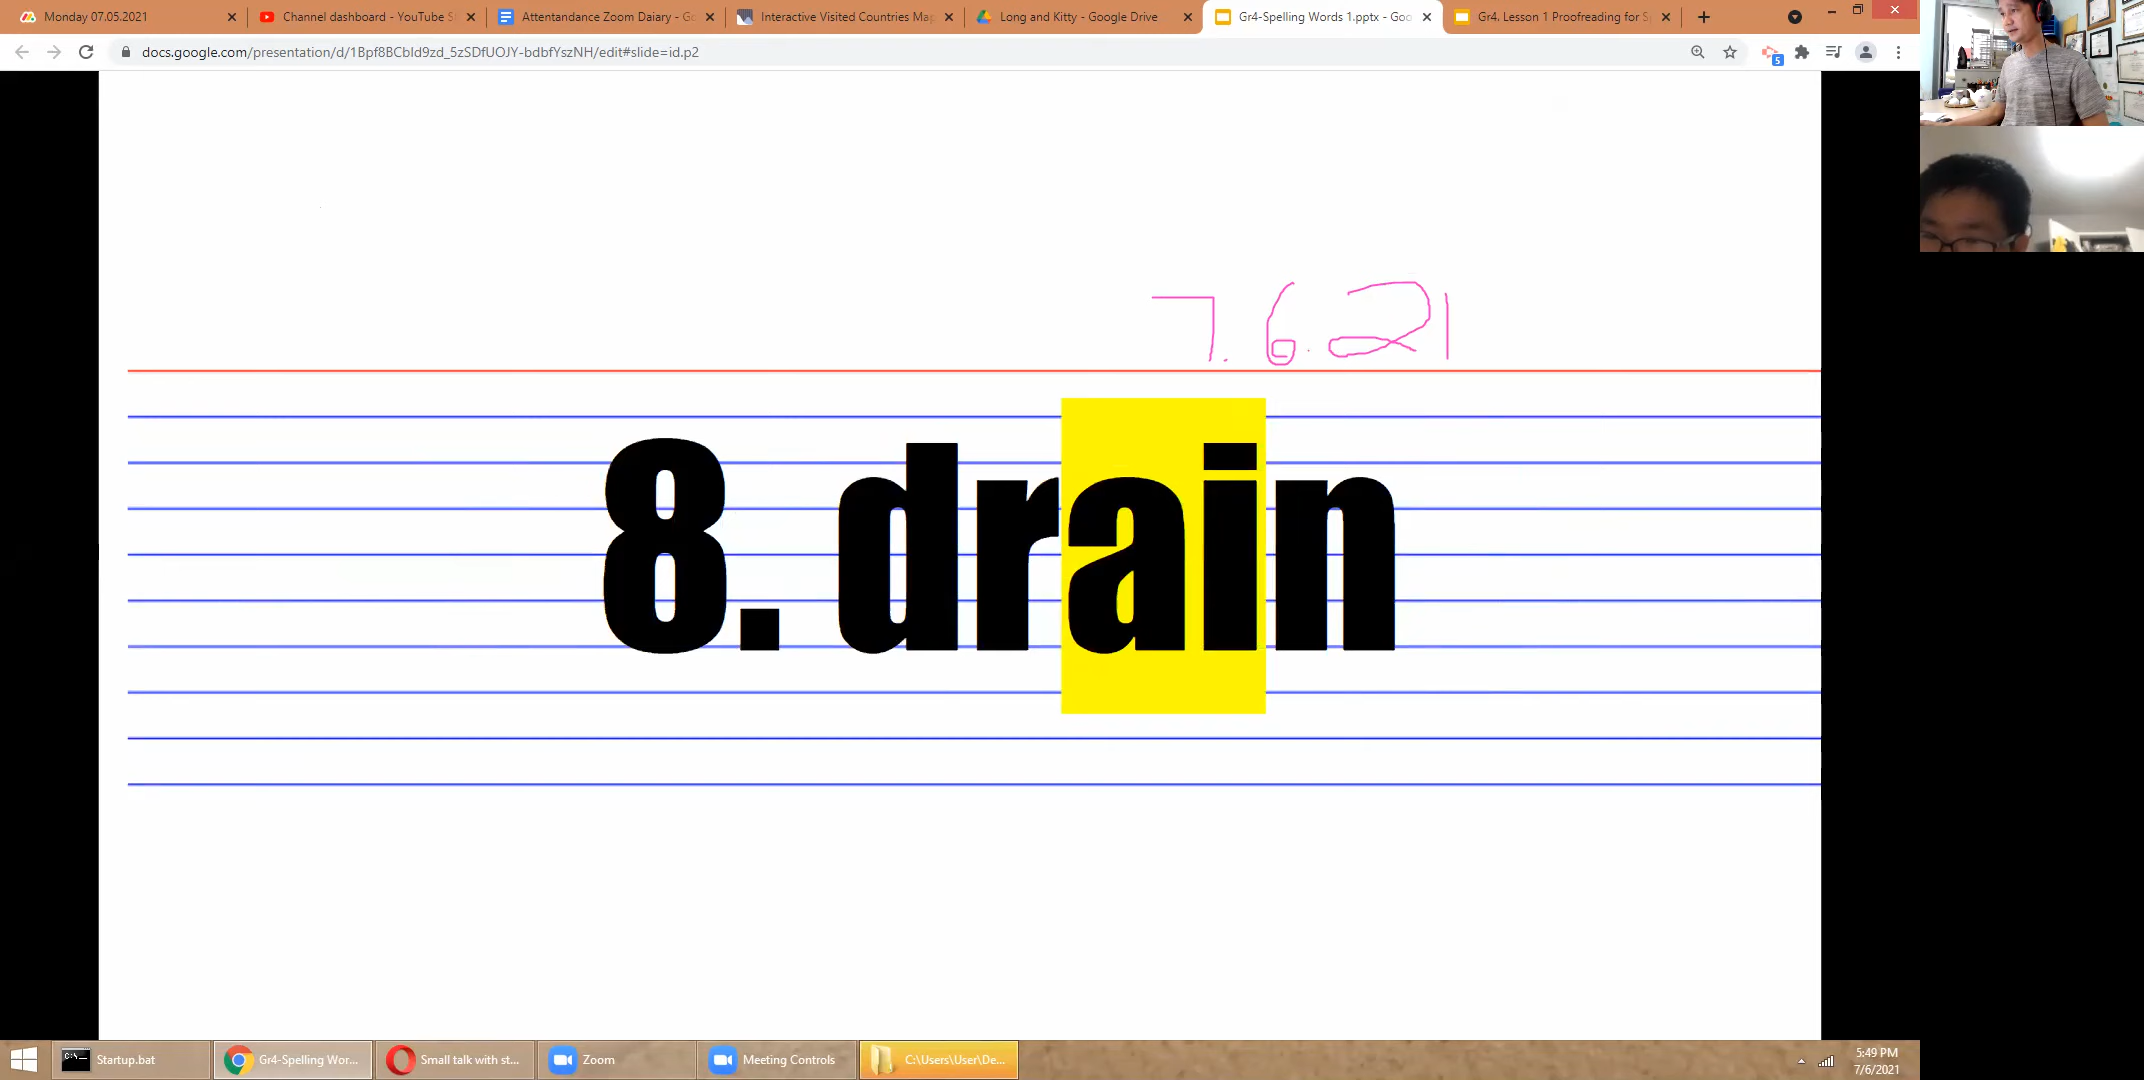 Monday 07.05.2021
Channel dashboard - YouTube S
Attentandance Zoom Daiary - Go
Interactive Visited Countries Map
Long and Kitty - Google Drive
Gr4-Spelling Words 1.pptx - Goo
Gr4. Lesson 1 Proofreading for S
docs.google.com/presentation/d/1Bpf8BCbId9zd_5zSDfUOJY-bdbfYszNH/edit#slide=id.p2
5
7.6.21
8. drain
Startup.bat
Gr4-Spelling Wor...
Small talk with st...
Zoom
Meeting Controls
C:\Users\User\De...
5:49 PM
7/6/2021